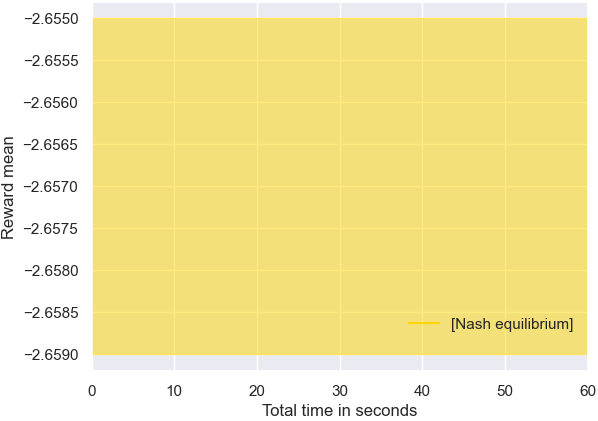 −2.6550
−2.6555
−2.6560
−2.6565
−2.6570
−2.6575
−2.6580
−2.6585
−2.6590
Reward mean
[Nash equilibrium]
0 10 20 30 40 50 60
Total time in seconds